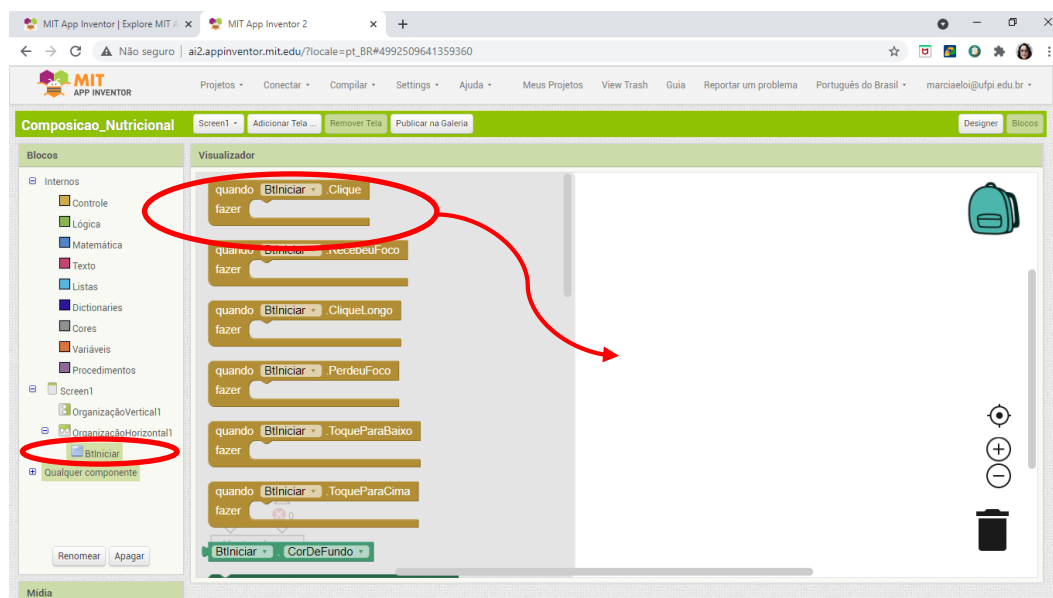 MIT App Inventor | Explore MIT A
MIT App Inventor 2
Não seguro | ai2.appinventor.mit.edu/?locale=pt_BR#4992509641359360
MIT
APP INVENTOR
Projetos
Conectar
Compilar
Settings
Ajuda
Meus Projetos
View Trash
Guia
Reportar um problema
Português do Brasil
marciaeloi@ufpi.edu.br
Composicao_Nutricional
Screen1
Adicionar Tela ...
Remover Tela
Publicar na Galeria
Designer
Blocos
Blocos
Visualizador
Internos
Controle
Lógica
Matemática
Texto
Listas
Dictionaries
Cores
Variáveis
Procedimentos
Screen1
OrganizaçãoVertical1
OrganizaçãoHorizontal1
BtIniciar
Qualquer componente
Renomear
Apagar
Mídia
quando BtIniciar .Clique
fazer
quando BtIniciar .RecebeuFoco
fazer
quando BtIniciar .CliqueLongo
fazer
quando BtIniciar .PerdeuFoco
fazer
quando BtIniciar .ToqueParaBaixo
fazer
quando BtIniciar .ToqueParaCima
fazer
0
BtIniciar . CorDeFundo